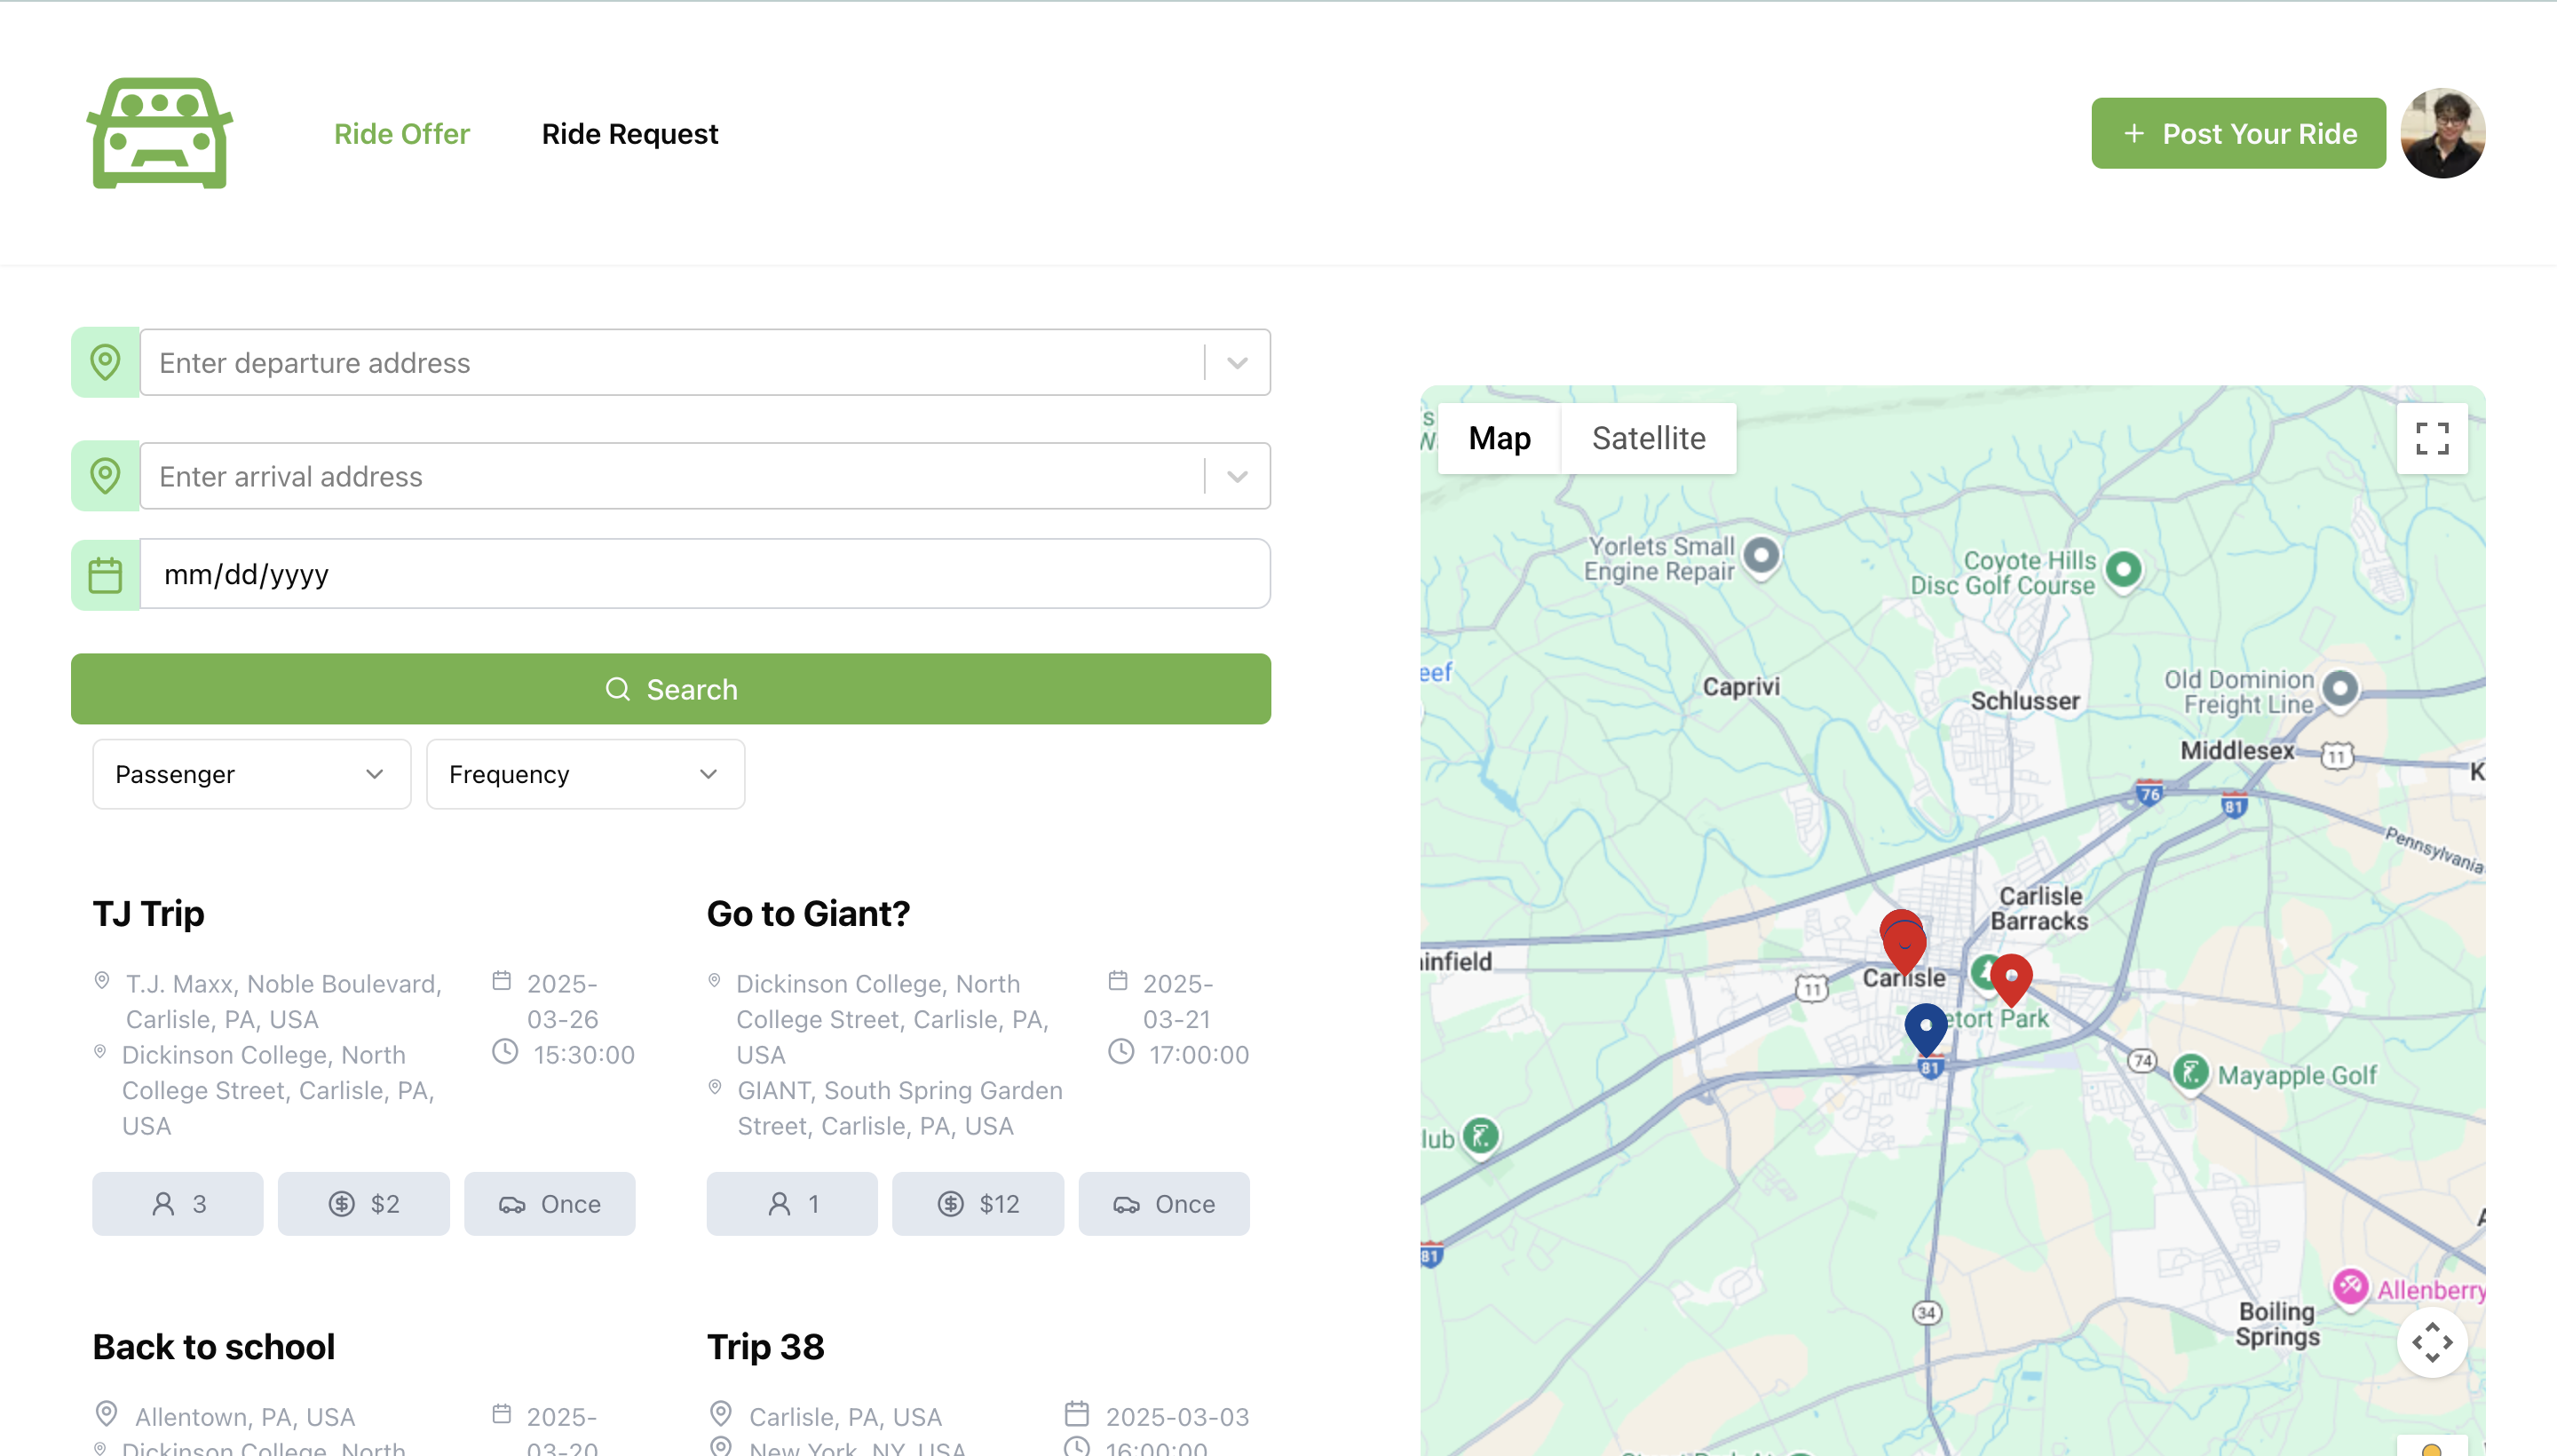 Ride Offer
Ride Request
+ Post Your Ride
Enter departure address
Enter arrival address
mm/dd/yyyy
Search
Passenger
Frequency
TJ Trip
T.J. Maxx, Noble Boulevard,
Carlisle, PA, USA
Dickinson College, North
College Street, Carlisle, PA,
USA
2025-
03-26
15:30:00
3
$2
Once
Go to Giant?
Dickinson College, North
College Street, Carlisle, PA,
USA
GIANT, South Spring Garden
Street, Carlisle, PA, USA
2025-
03-21
17:00:00
1
$12
Once
Back to school
Allentown, PA, USA
Dickinson College, North
2025-
03-20
Trip 38
Carlisle, PA, USA
New York, NY, USA
2025-03-03
16:00:00
Map
Satellite
Yorlets Small
Engine Repair
Coyote Hills
Disc Golf Course
eef
Caprivi
Schlusser
Old Dominion
Freight Line
Middlesex
11
K
76
81
Pennsylvania
Carlisle
Barracks
infield
Carlisle
11
etort Park
81
74
Mayapple Golf
lub
81
34
Allenberry
Boiling
Springs